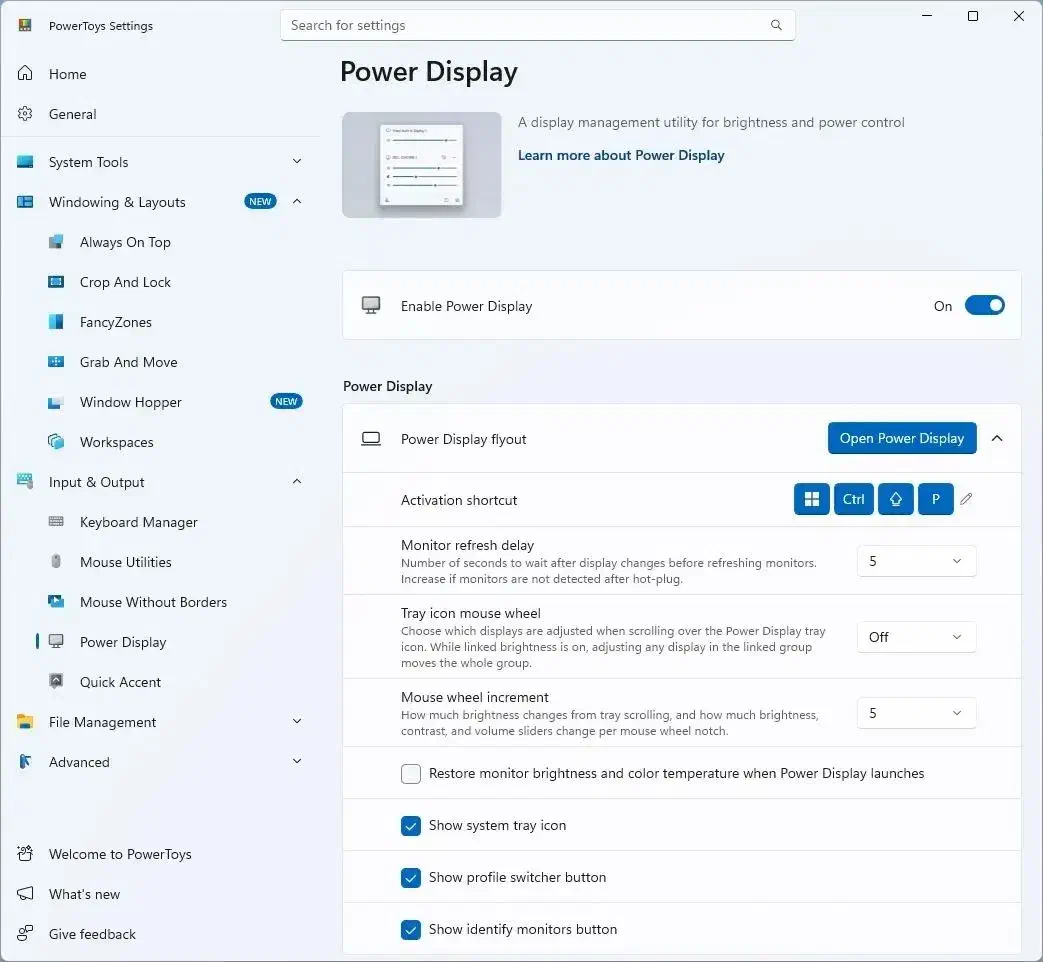 PowerToys Settings
Search for settings
Home
General
System Tools
Windowing & Layouts NEW
Always On Top
Crop And Lock
FancyZones
Grab And Move
Window Hopper NEW
Workspaces
Input & Output
Keyboard Manager
Mouse Utilities
Mouse Without Borders
Power Display
Quick Accent
File Management
Advanced
Welcome to PowerToys
What's new
Give feedback
Power Display
A display management utility for brightness and power control
Learn more about Power Display
Enable Power Display On
Power Display
Power Display flyout Open Power Display
Activation shortcut Ctrl P
Monitor refresh delay
Number of seconds to wait after display changes before refreshing monitors.
Increase if monitors are not detected after hot-plug.
5
Tray icon mouse wheel
Choose which displays are adjusted when scrolling over the Power Display tray
icon. While linked brightness is on, adjusting any display in the linked group
moves the whole group.
Off
Mouse wheel increment
How much brightness changes from tray scrolling, and how much brightness,
contrast, and volume sliders change per mouse wheel notch.
5
Restore monitor brightness and color temperature when Power Display launches
Show system tray icon
Show profile switcher button
Show identify monitors button